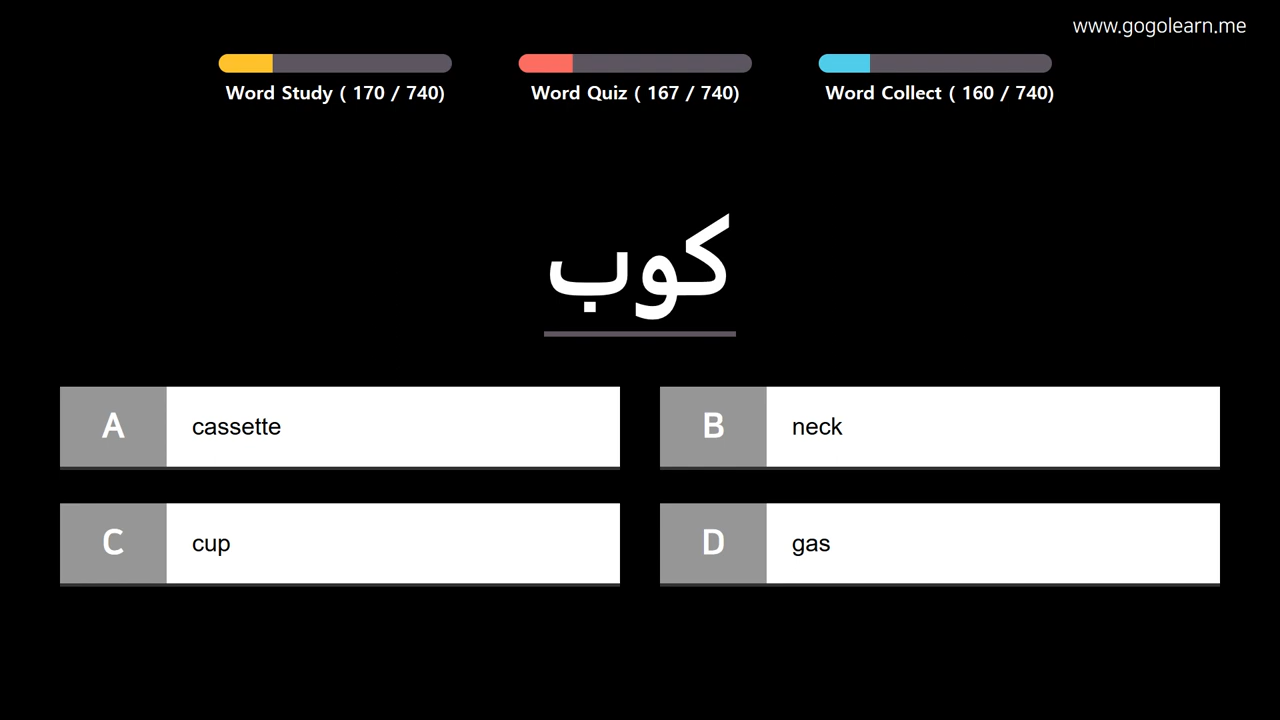 www.gogolearn.me
Word Study ( 170 / 740)
Word Quiz ( 167 / 740)
Word Collect ( 160 / 740)
كوب
A cassette
B neck
C cup
D gas